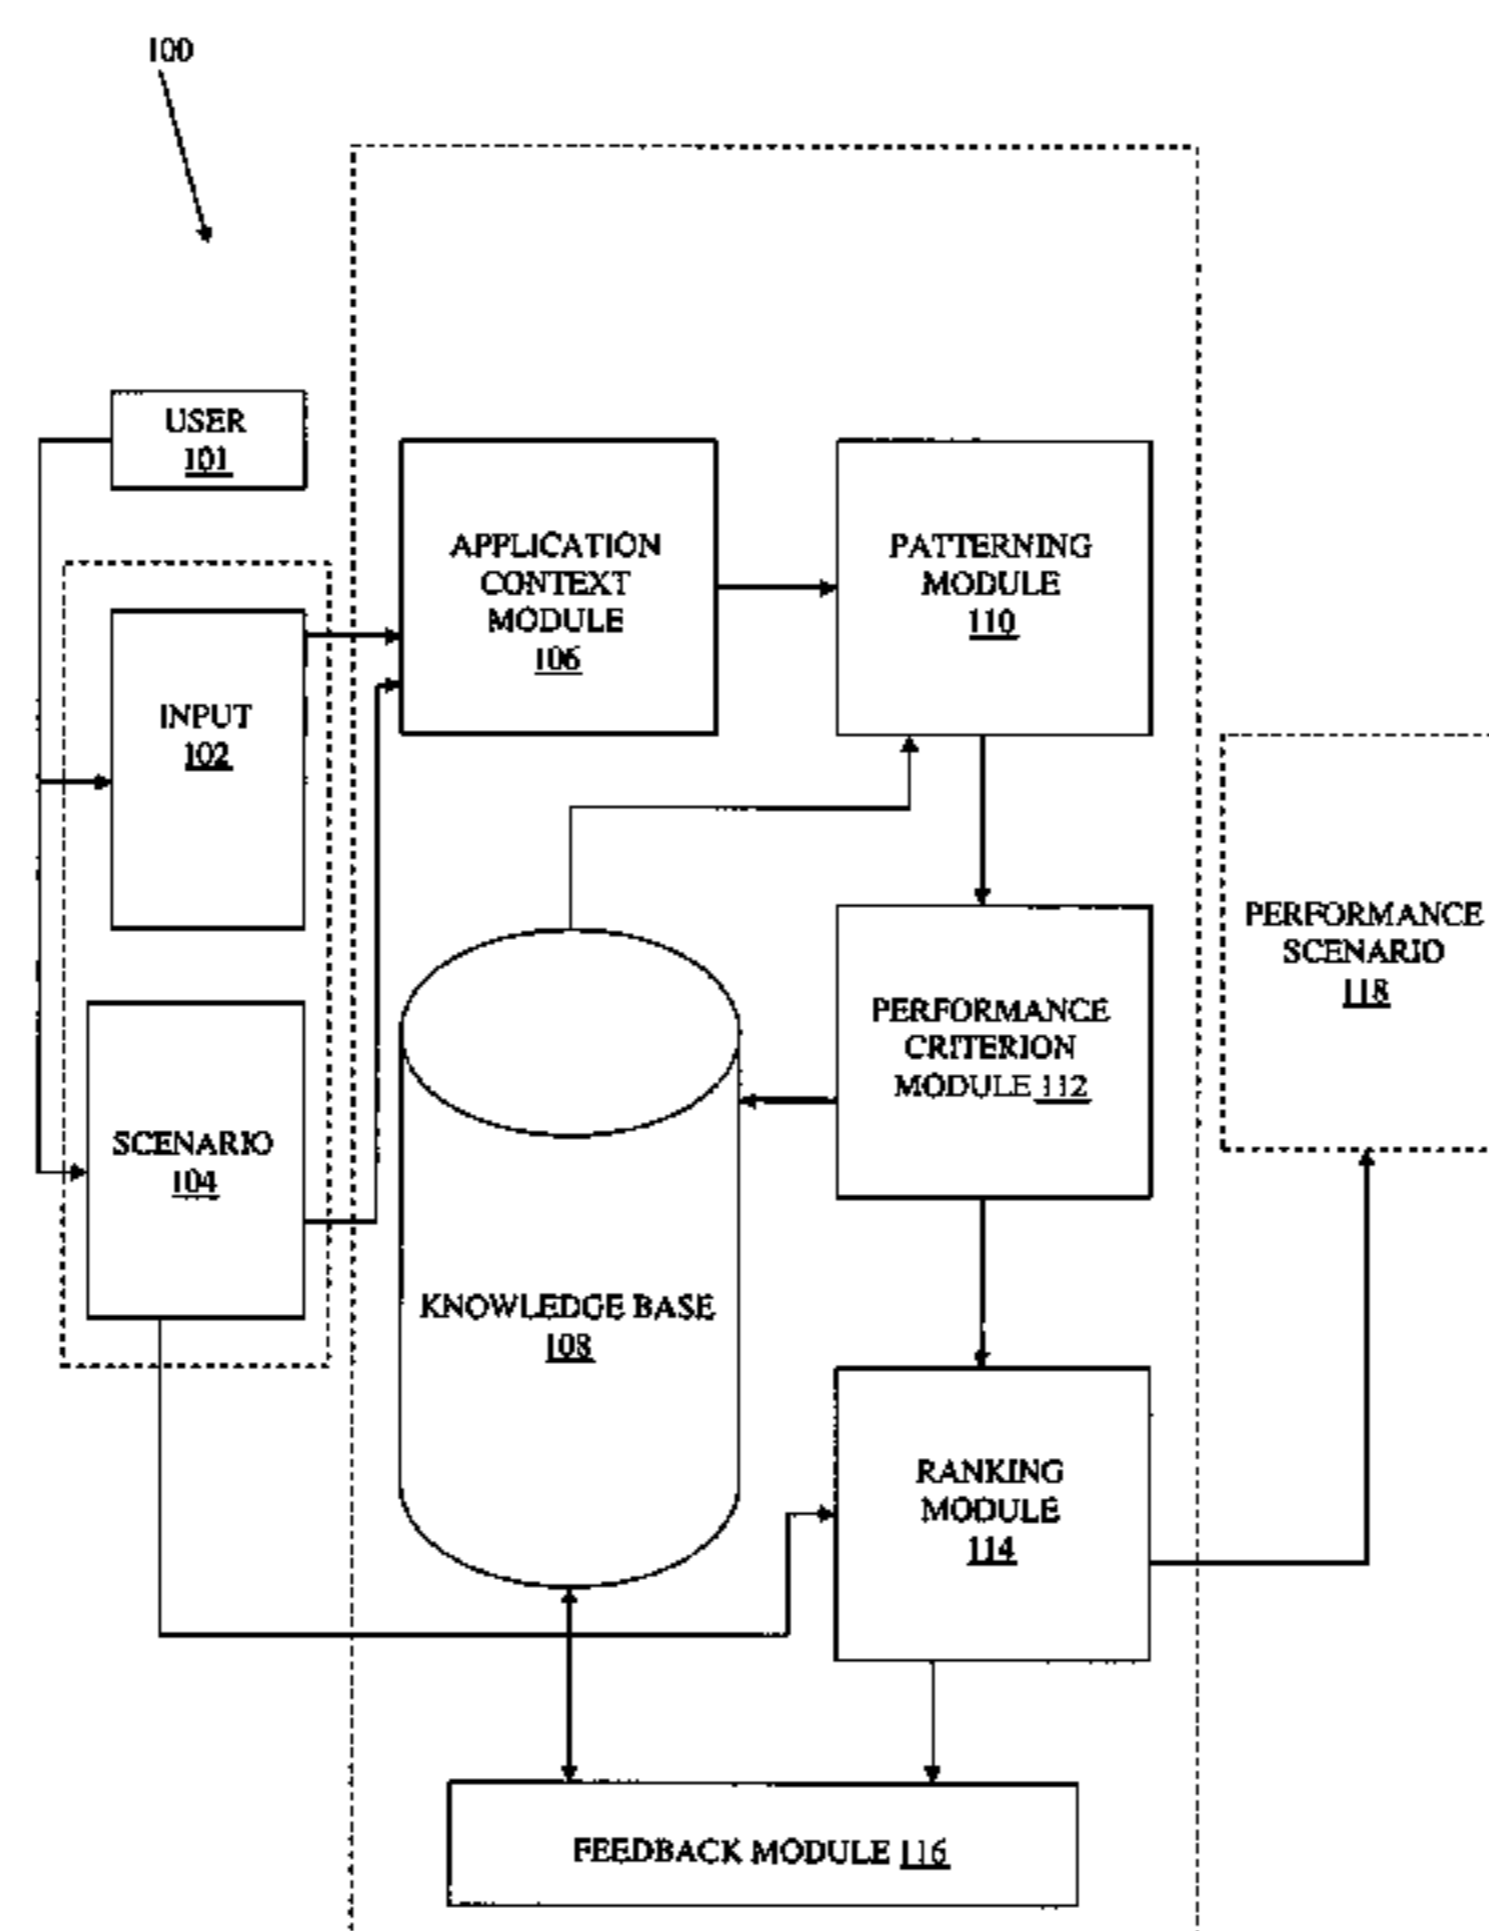 100
USER
101
APPLICATION
CONTEXT
MODULE
106
PATTERNING
MODULE
110
INPUT
102
PERFORMANCE
SCENARIO
118
PERFORMANCE
CRITERION
MODULE 112
SCENARIO
104
KNOWLEDGE BASE
108
RANKING
MODULE
114
FEEDBACK MODULE 116